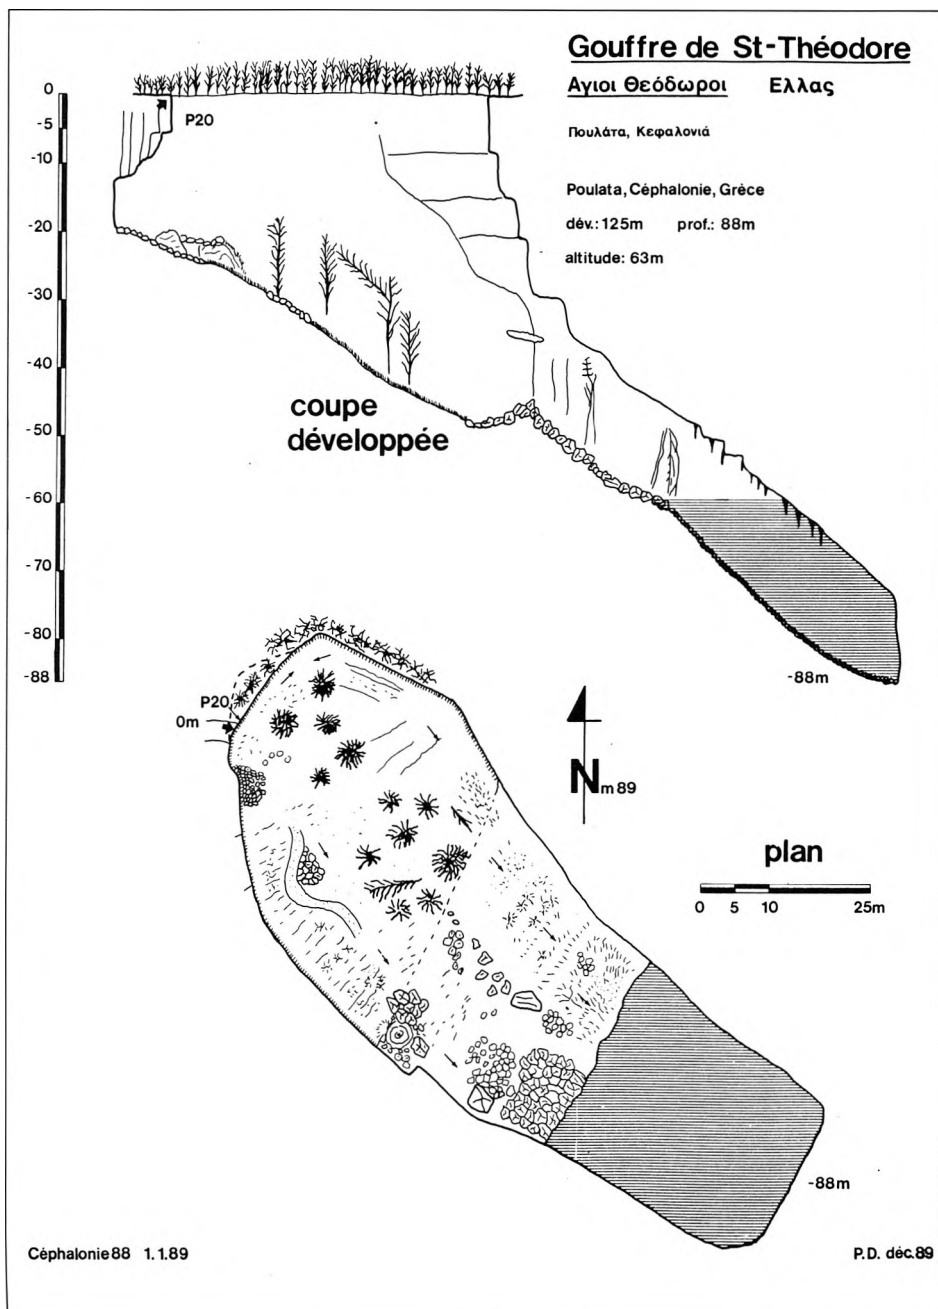 Gouffre de St-Théodore
Άγιοι Θεόδωροι Ελλας
Πουλάτα, Κεφαλονιά
Poulata, Céphalonie, Grèce
dév.: 125m prof.: 88m
altitude: 63m
0
-5
-10
-20
-30
-40
-50
-60
-70
-80
-88
P20
coupe
développée
-88m
P20
0m
N m 89
plan
0 5 10 25m
-88m
Céphalonie 88 1.1.89
P.D. déc.89